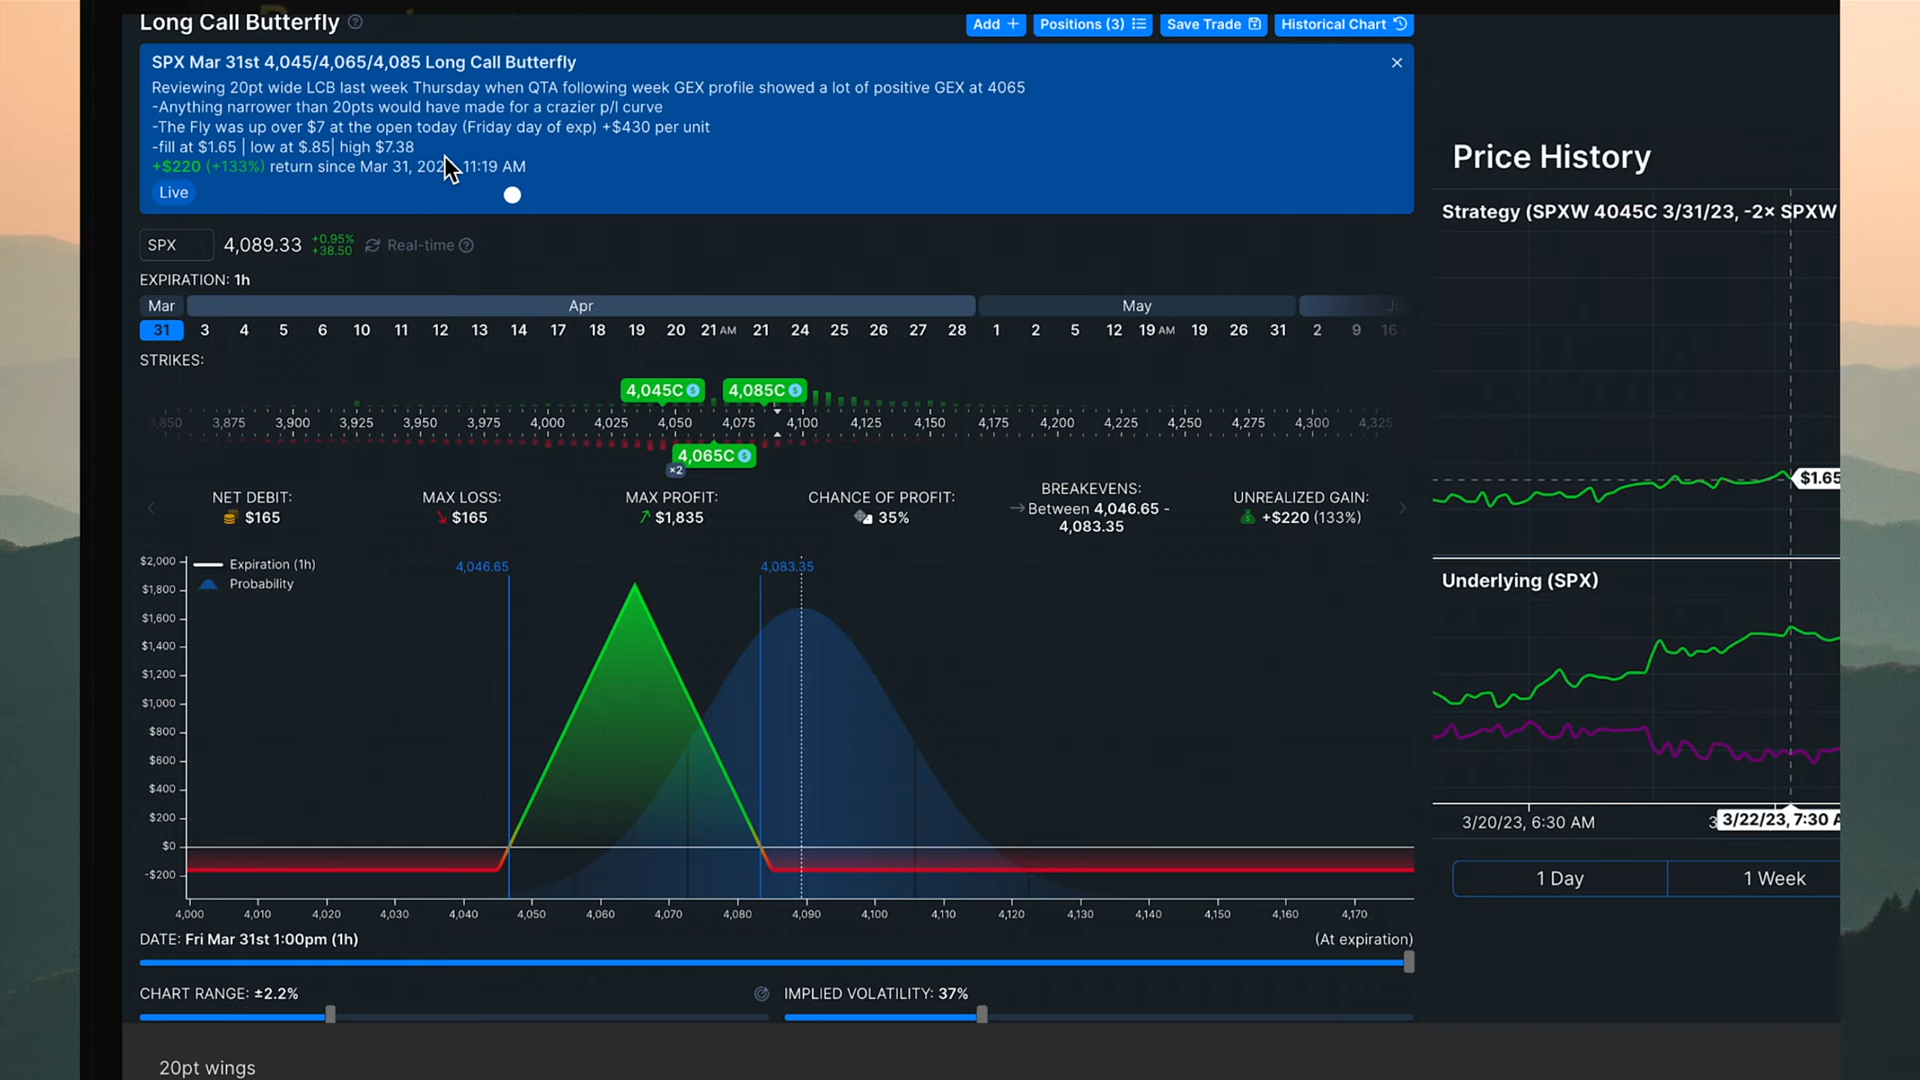 Long Call Butterfly
Add +
Positions (3)
Save Trade
Historical Chart
SPX Mar 31st 4,045/4,065/4,085 Long Call Butterfly
Reviewing 20pt wide LCB last week Thursday when QTA following week GEX profile showed a lot of positive GEX at 4065
-Anything narrower than 20pts would have made for a crazier p/l curve
-The Fly was up over $7 at the open today (Friday day of exp) +$430 per unit
-fill at $1.65 | low at $.85| high $7.38
+$220 (+133%) return since Mar 31, 11:19 AM
Live
SPX 4,089.33 +0.95% +38.50 Real-time
EXPIRATION: 1h
Mar Apr May
31 3 4 5 6 10 11 12 13 14 17 18 19 20 21 AM 21 24 25 26 27 28 1 2 5 12 19 AM 19 26 31 2 9 16
STRIKES:
4,045C 4,085C
3,850 3,875 3,900 3,925 3,950 3,975 4,000 4,025 4,050 4,075 4,100 4,125 4,150 4,175 4,200 4,225 4,250 4,275 4,300 4,325
4,065C
×2
NET DEBIT:
$165
MAX LOSS:
$165
MAX PROFIT:
$1,835
CHANCE OF PROFIT:
35%
BREAKEVENS:
Between 4,046.65 -
4,083.35
UNREALIZED GAIN:
+$220 (133%)
Expiration (1h)
Probability
4,046.65
4,083.35
$2,000
$1,800
$1,600
$1,400
$1,200
$1,000
$800
$600
$400
$200
$0
-$200
4,000 4,010 4,020 4,030 4,040 4,050 4,060 4,070 4,080 4,090 4,100 4,110 4,120 4,130 4,140 4,150 4,160 4,170
DATE: Fri Mar 31st 1:00pm (1h)
(At expiration)
CHART RANGE: ±2.2%
IMPLIED VOLATILITY: 37%
20pt wings
Price History
Strategy (SPXW 4045C 3/31/23, -2× SPXW
$1.65
Underlying (SPX)
3/20/23, 6:30 AM
3/22/23, 7:30
1 Day
1 Week